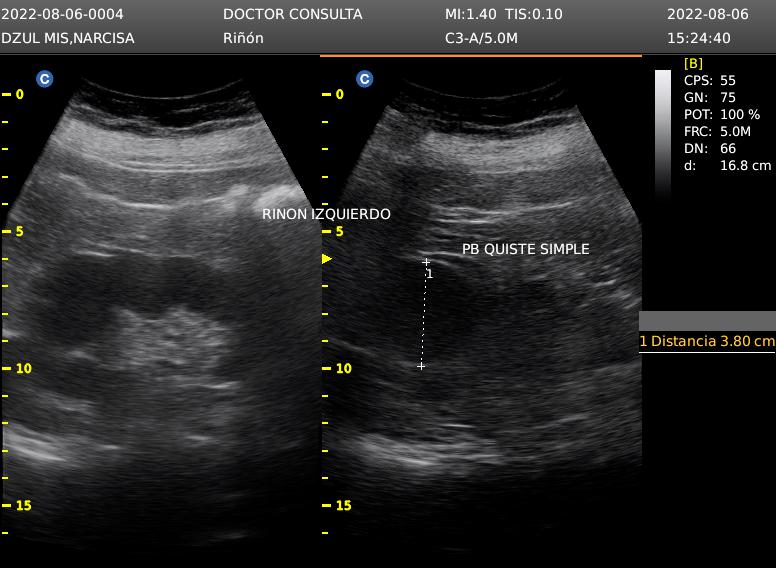 2022-08-06-0004 DOCTOR CONSULTA MI:1.40 TIS:0.10 2022-08-06
DZUL MIS,NARCISA Riñón C3-A/5.0M 15:24:40
C C
[B]
CPS: 55
GN: 75
POT: 100 %
FRC: 5.0M
DN: 66
d: 16.8 cm
0 0
RINON IZQUIERDO
5 5
PB QUISTE SIMPLE
1
1 Distancia 3.80 cm
10 10
15 15